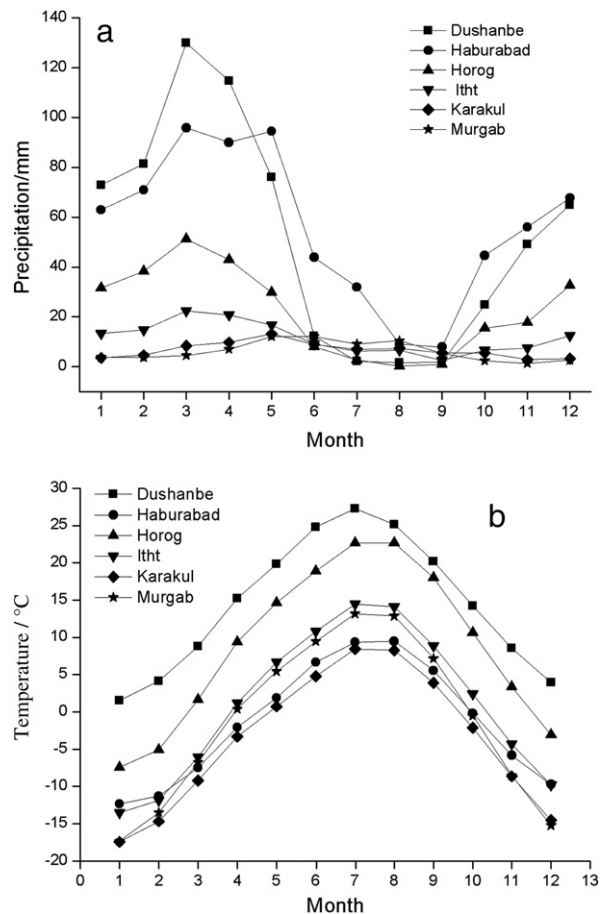 a
Dushanbe
Haburabad
Horog
Itht
Karakul
Murgab
Precipitation/mm
140
120
100
80
60
40
20
0
1 2 3 4 5 6 7 8 9 10 11 12
Month
b
Dushanbe
Haburabad
Horog
Itht
Karakul
Murgab
Temperature / °C
30
25
20
15
10
5
0
-5
-10
-15
-20
0 1 2 3 4 5 6 7 8 9 10 11 12 13
Month